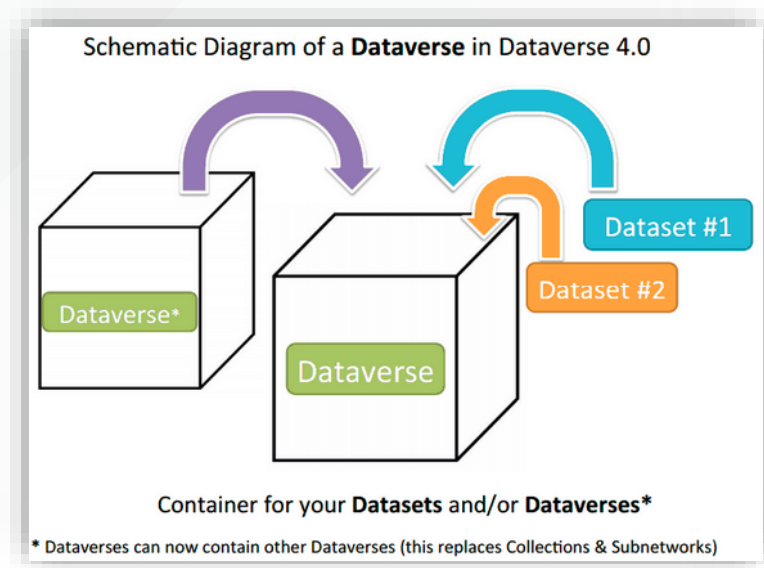 Schematic Diagram of a Dataverse in Dataverse 4.0
Dataset #1
Dataset #2
Dataverse*
Dataverse
Container for your Datasets and/or Dataverses*
* Dataverses can now contain other Dataverses (this replaces Collections & Subnetworks)